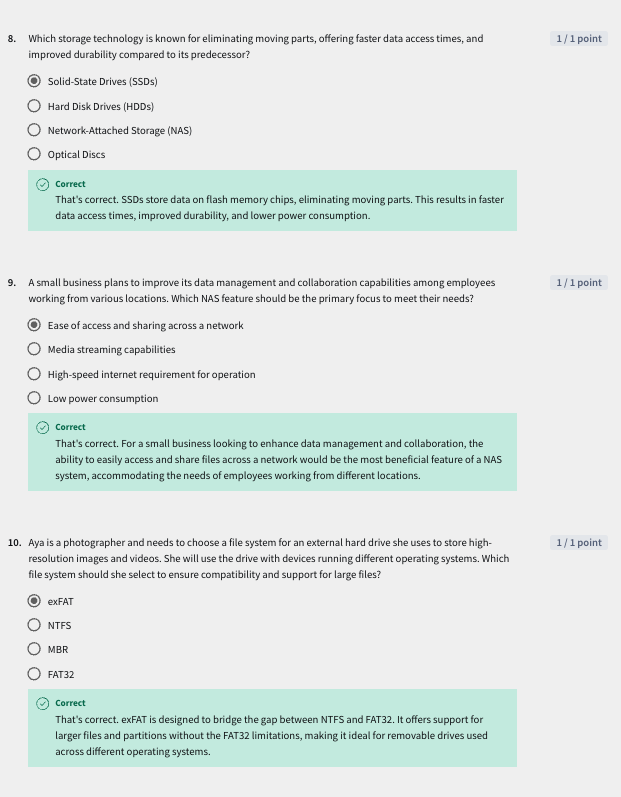 8. Which storage technology is known for eliminating moving parts, offering faster data access times, and 1 / 1 point
improved durability compared to its predecessor?
Solid-State Drives (SSDs)
Hard Disk Drives (HDDs)
Network-Attached Storage (NAS)
Optical Discs
Correct
That's correct. SSDs store data on flash memory chips, eliminating moving parts. This results in faster
data access times, improved durability, and lower power consumption.
9. A small business plans to improve its data management and collaboration capabilities among employees 1 / 1 point
working from various locations. Which NAS feature should be the primary focus to meet their needs?
Ease of access and sharing across a network
Media streaming capabilities
High-speed internet requirement for operation
Low power consumption
Correct
That's correct. For a small business looking to enhance data management and collaboration, the
ability to easily access and share files across a network would be the most beneficial feature of a NAS
system, accommodating the needs of employees working from different locations.
10. Aya is a photographer and needs to choose a file system for an external hard drive she uses to store high- 1 / 1 point
resolution images and videos. She will use the drive with devices running different operating systems. Which
file system should she select to ensure compatibility and support for large files?
exFAT
NTFS
MBR
FAT32
Correct
That's correct. exFAT is designed to bridge the gap between NTFS and FAT32. It offers support for
larger files and partitions without the FAT32 limitations, making it ideal for removable drives used
across different operating systems.